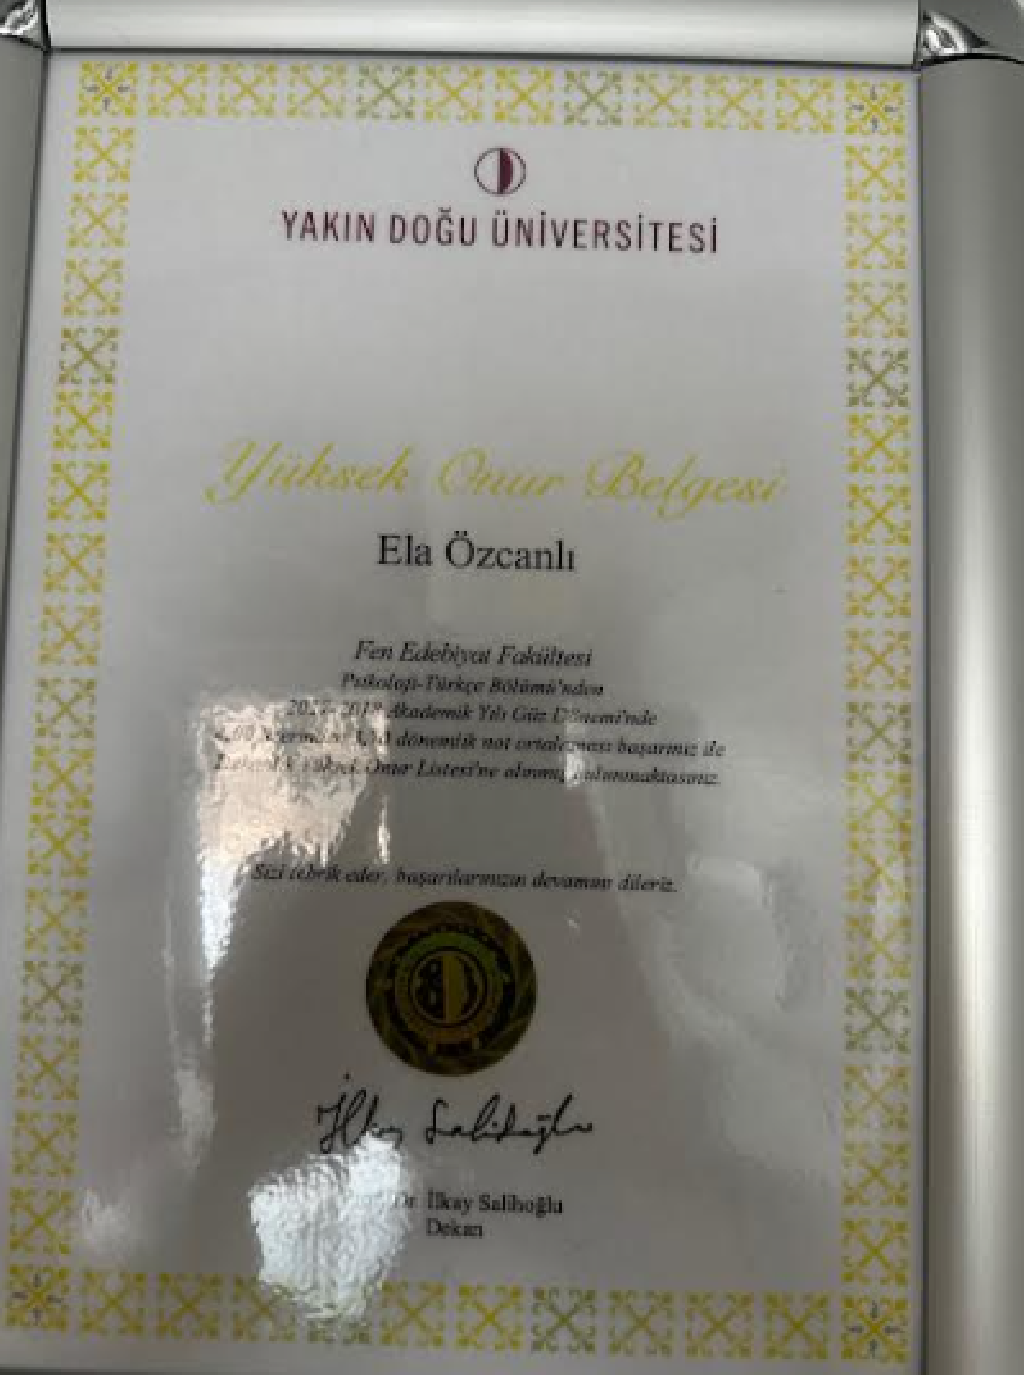 YAKIN DOĞU ÜNİVERSİTESİ
Yüksek Onur Belgesi
Ela Özcanlı
Fen Edebiyat Fakültesi
Psikoloji-Türkçe Bölümü'nden
Akademik Yılı Güz Dönemi'nde
dönemlik not ortalaması başarınız ile
Yüksek Onur Listesi'ne alınmış bulunmaktasınız.
Sizi tebrik eder, başarılarınızın devamını dileriz.
Dr. İlkay Salihoğlu
Dekan